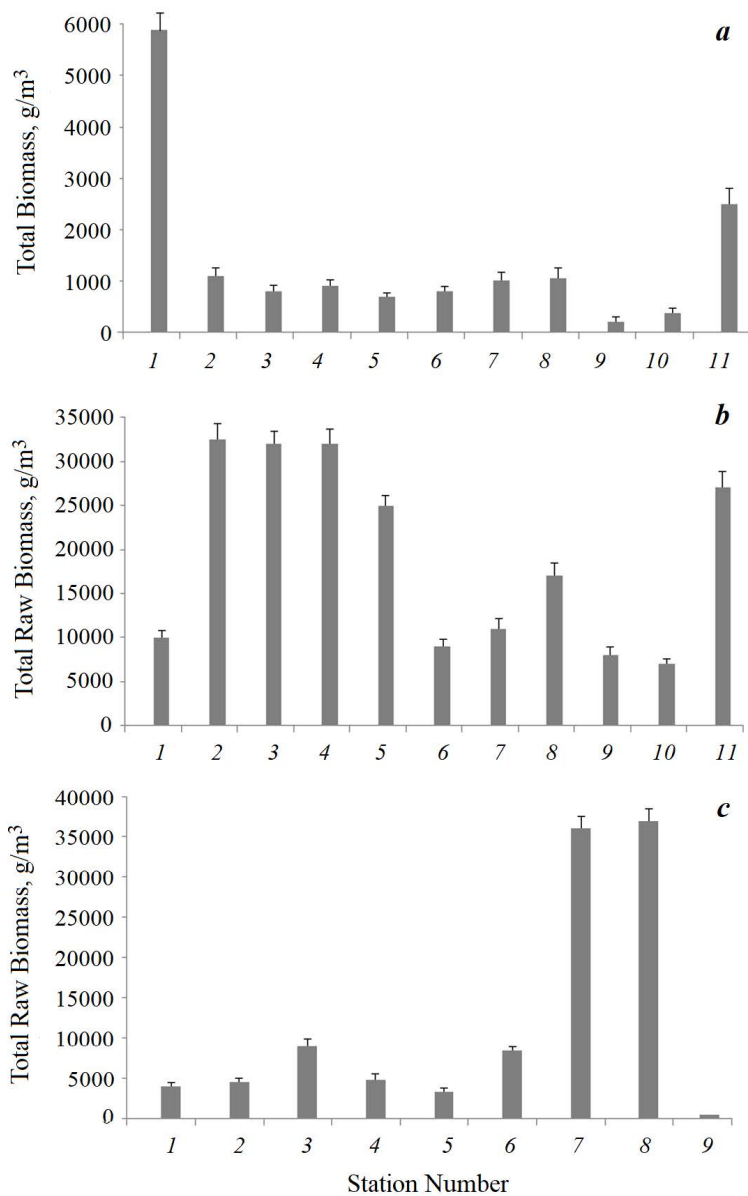 a
Total Biomass, g/m³
6000
5000
4000
3000
2000
1000
0
1 2 3 4 5 6 7 8 9 10 11
b
Total Raw Biomass, g/m³
35000
30000
25000
20000
15000
10000
5000
0
1 2 3 4 5 6 7 8 9 10 11
c
Total Raw Biomass, g/m³
40000
35000
30000
25000
20000
15000
10000
5000
0
1 2 3 4 5 6 7 8 9
Station Number